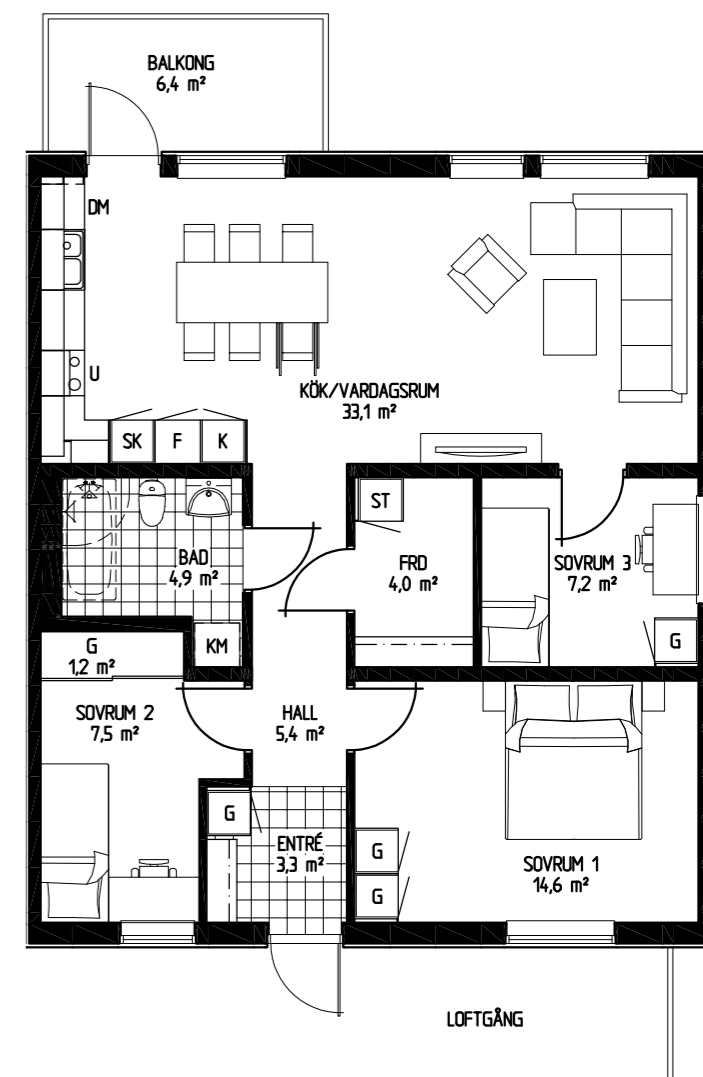 BALKONG
6,4 m²
DM
U
KÖK/VARDAGSRUM
33,1 m²
SK F K
ST
BAD
4,9 m²
FRD
4,0 m²
SOVRUM 3
7,2 m²
KM
G
G
1,2 m²
SOVRUM 2
7,5 m²
HALL
5,4 m²
G
ENTRÉ
3,3 m²
G
G
SOVRUM 1
14,6 m²
LOFTGÅNG